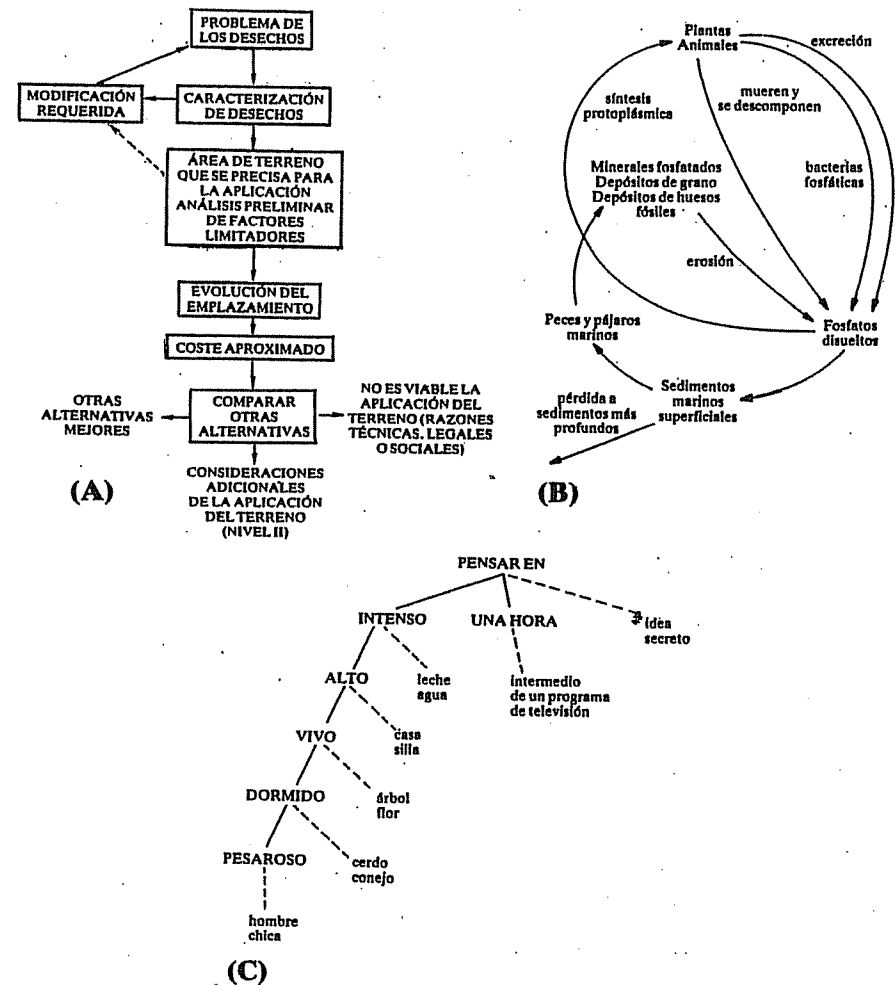 PROBLEMA DE
LOS DESECHOS
MODIFICACIÓN
REQUERIDA
CARACTERIZACIÓN
DE DESECHOS
ÁREA DE TERRENO
QUE SE PRECISA PARA
LA APLICACIÓN
ANÁLISIS PRELIMINAR
DE FACTORES
LIMITADORES
EVOLUCIÓN DEL
EMPLAZAMIENTO
COSTE APROXIMADO
OTRAS
ALTERNATIVAS
MEJORES
COMPARAR
OTRAS
ALTERNATIVAS
NO ES VIABLE LA
APLICACIÓN DEL
TERRENO (RAZONES
TÉCNICAS. LEGALES
O SOCIALES)
CONSIDERACIONES
ADICIONALES
DE LA APLICACIÓN
DEL TERRENO
(NIVEL II)
(A)
Plantas
Animales
excreción
síntesis
protoplásmica
mueren y
se descomponen
Minerales fosfatados
Depósitos de grano
Depósitos de huesos
fósiles
bacterias
fosfáticas
erosión
Peces y pájaros
marinos
Fosfatos
disueltos
Sedimentos
marinos
superficiales
pérdida a
sedimentos más
profundos
(B)
PENSAR EN
INTENSO
UNA HORA
idea
secreto
ALTO
leche
agua
intermedio
de un programa
de televisión
VIVO
casa
silla
DORMIDO
árbol
flor
PESAROSO
cerdo
conejo
hombre
chica
(C)